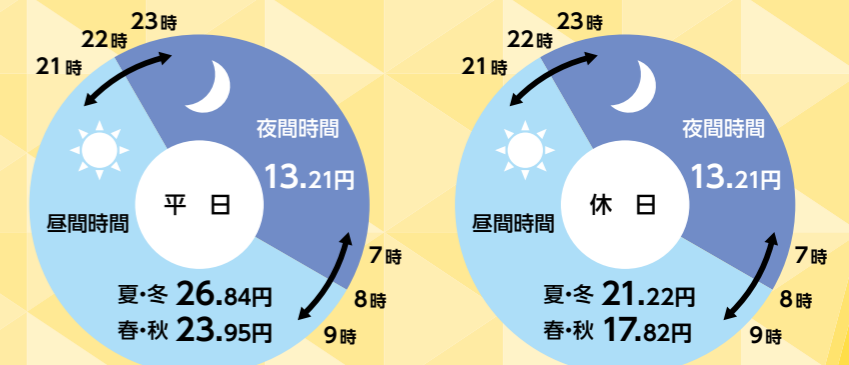 23時
22時
21時
夜間時間
13.21円
平 日
昼間時間
7時
8時
9時
夏・冬 26.84円
春・秋 23.95円
23時
22時
21時
夜間時間
13.21円
休 日
昼間時間
7時
8時
9時
夏・冬 21.22円
春・秋 17.82円